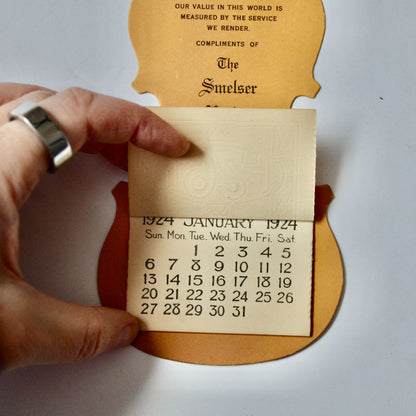 OUR VALUE IN THIS WORLD IS
MEASURED BY THE SERVICE
WE RENDER.
COMPLIMENTS OF
The
Smelser
1924 JANUARY 1924
Sun. Mon. Tue. Wed. Thu. Fri. Sat.
1 2 3 4 5
6 7 8 9 10 11 12
13 14 15 16 17 18 19
20 21 22 23 24 25 26
27 28 29 30 31